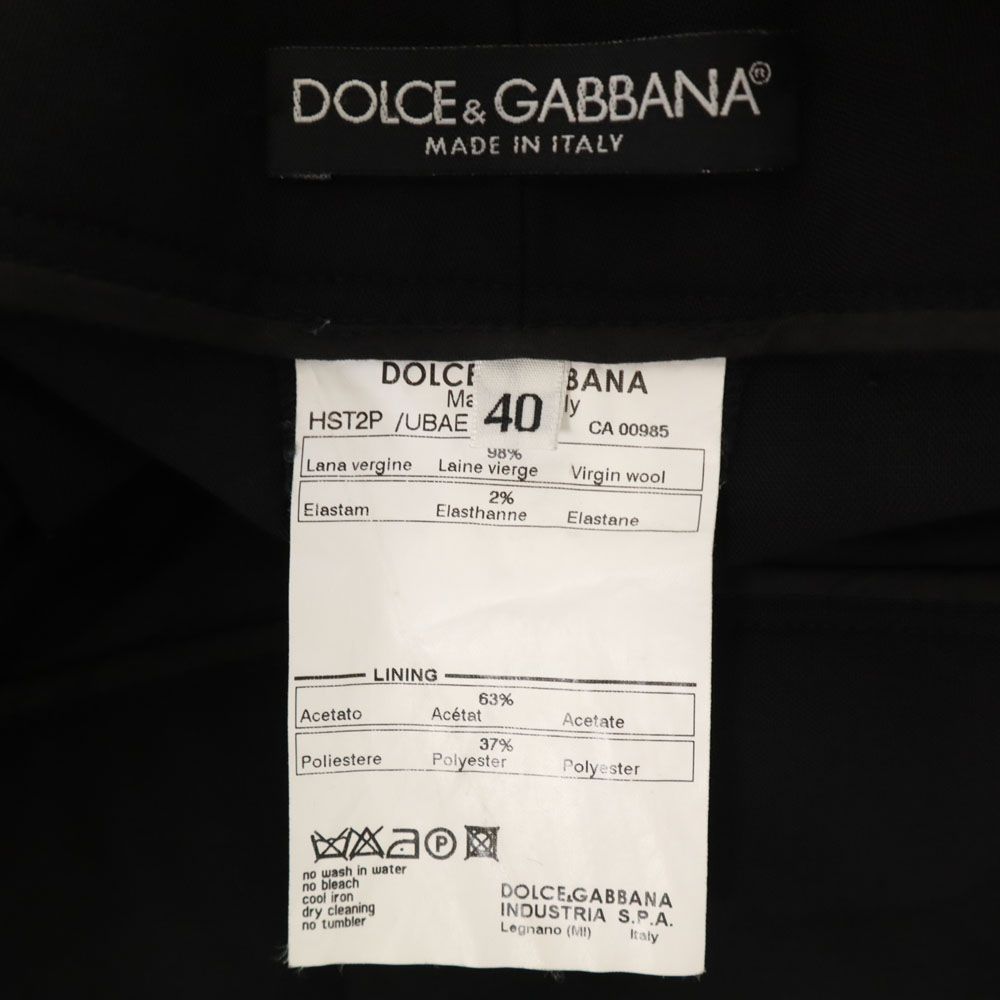 DOLCE & GABBANA®
MADE IN ITALY
DOLCE BANA
40
HST2P /UBAE CA 00985
98%
Lana vergine Laine vierge Virgin wool
2%
Elastam Elasthanne Elastane
LINING
63%
Acetato Acétat Acetate
37%
Poliestere Polyester Polyester
P
no wash in water
no bleach
cool iron
dry cleaning
no tumbler
DOLCE&GABBANA
INDUSTRIA S.P.A.
Legnano (MI) Italy